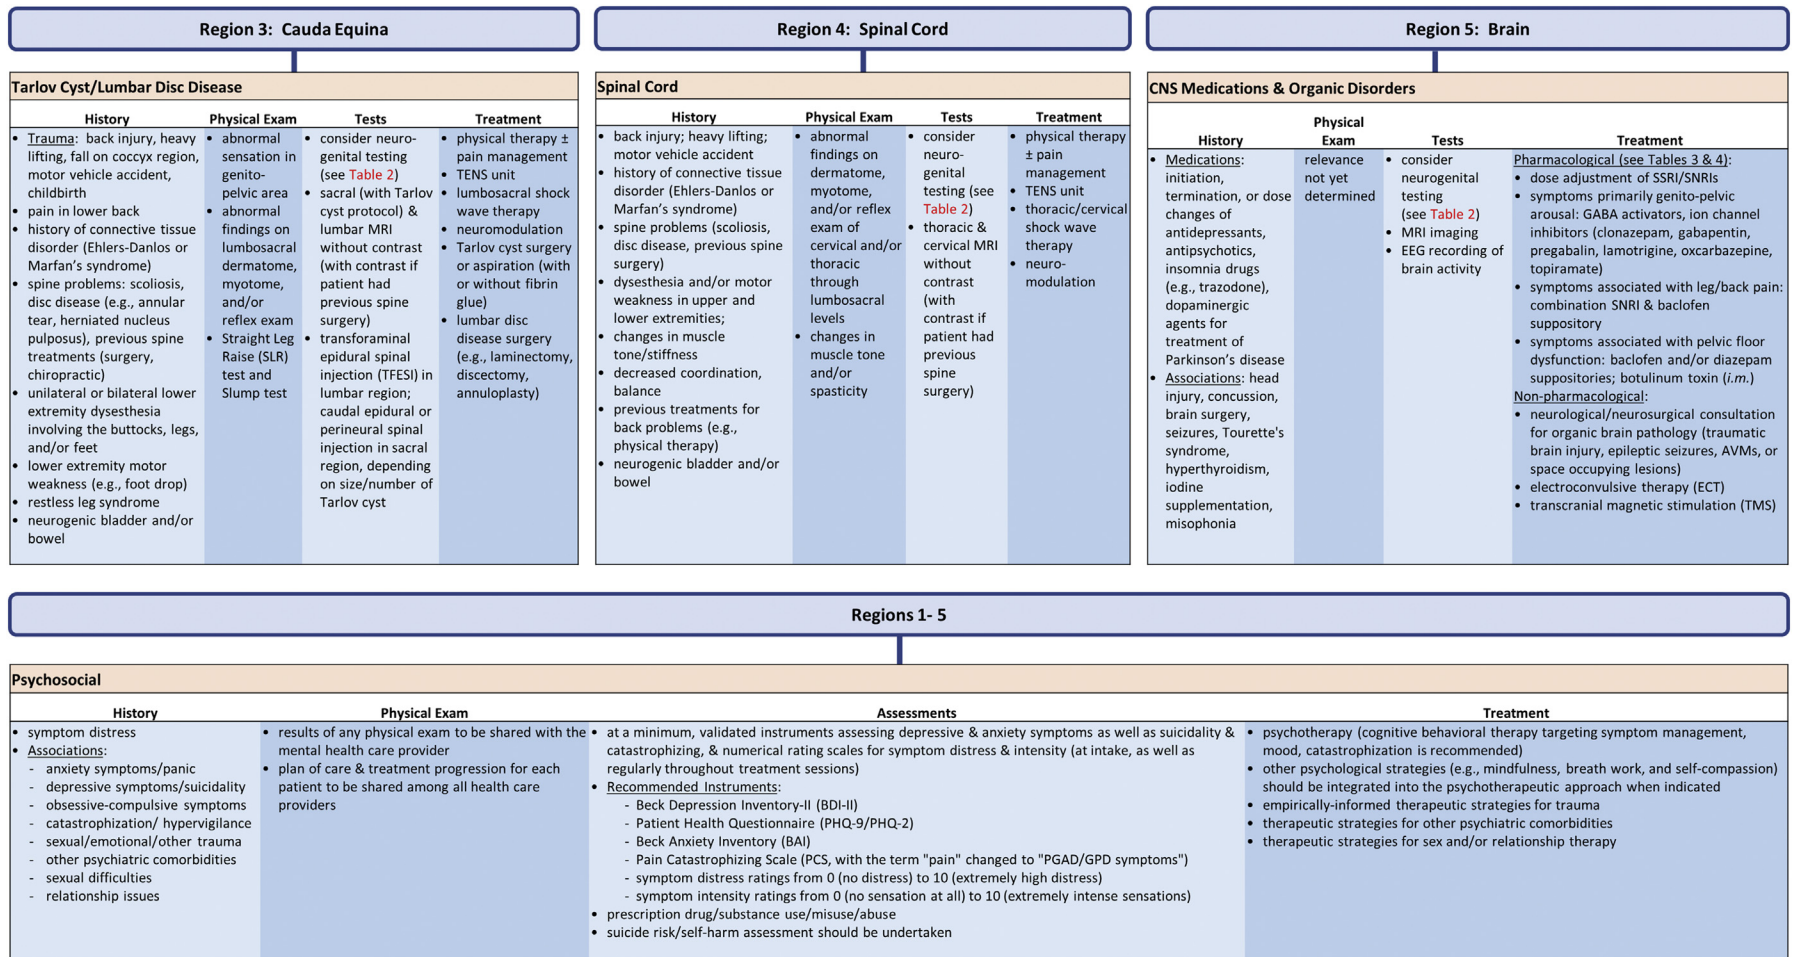 Region 3: Cauda Equina
Tarlov Cyst/Lumbar Disc Disease
History
• Trauma: back injury, heavy
lifting, fall on coccyx region,
motor vehicle accident,
childbirth
• pain in lower back
• history of connective tissue
disorder (Ehlers-Danlos or
Marfan's syndrome)
• spine problems: scoliosis,
disc disease (e.g., annular
tear, herniated nucleus
pulposus), previous spine
treatments (surgery,
chiropractic)
• unilateral or bilateral lower
extremity dysesthesia
involving the buttocks, legs,
and/or feet
• lower extremity motor
weakness (e.g., foot drop)
• restless leg syndrome
• neurogenic bladder and/or
bowel
Physical Exam
• abnormal
sensation in
genito-
pelvic area
• abnormal
findings on
lumbosacral
dermatome,
myotome,
and/or
reflex exam
• Straight Leg
Raise (SLR)
test and
Slump test
Tests
• consider neuro-
genital testing
(see Table 2)
• sacral (with Tarlov
cyst protocol) &
lumbar MRI
without contrast
(with contrast if
patient had
previous spine
surgery)
• transforaminal
epidural spinal
injection (TFESI) in
lumbar region;
caudal epidural or
perineural spinal
injection in sacral
region, depending
on size/number of
Tarlov cyst
Treatment
• physical therapy ±
pain management
• TENS unit
• lumbosacral shock
wave therapy
• neuromodulation
• Tarlov cyst surgery
or aspiration (with
or without fibrin
glue)
• lumbar disc
disease surgery
(e.g., laminectomy,
discectomy,
annuloplasty)
Region 4: Spinal Cord
Spinal Cord
History
• back injury; heavy lifting;
motor vehicle accident
• history of connective tissue
disorder (Ehlers-Danlos or
Marfan's syndrome)
• spine problems (scoliosis,
disc disease, previous spine
surgery)
• dysesthesia and/or motor
weakness in upper and
lower extremities;
• changes in muscle
tone/stiffness
• decreased coordination,
balance
• previous treatments for
back problems (e.g.,
physical therapy)
• neurogenic bladder and/or
bowel
Physical Exam
• abnormal
findings on
dermatome,
myotome,
and/or reflex
exam of
cervical and/or
thoracic
through
lumbosacral
levels
• changes in
muscle tone
and/or
spasticity
Tests
• consider
neuro-
genital
testing (see
Table 2)
• thoracic &
cervical MRI
without
contrast
(with
contrast if
patient had
previous
spine
surgery)
Treatment
• physical therapy
± pain
management
• TENS unit
• thoracic/cervical
shock wave
therapy
• neuro-
modulation
Region 5: Brain
CNS Medications & Organic Disorders
History
• Medications:
initiation,
termination, or dose
changes of
antidepressants,
antipsychotics,
insomnia drugs
(e.g., trazodone),
dopaminergic
agents for
treatment of
Parkinson's disease
• Associations: head
injury, concussion,
brain surgery,
seizures, Tourette's
syndrome,
hyperthyroidism,
iodine
supplementation,
misophonia
Physical
Exam
relevance
not yet
determined
Tests
• consider
neurogenital
testing
(see Table 2)
• MRI imaging
• EEG recording of
brain activity
Treatment
Pharmacological (see Tables 3 & 4):
• dose adjustment of SSRI/SNRIs
• symptoms primarily genito-pelvic
arousal: GABA activators, ion channel
inhibitors (clonazepam, gabapentin,
pregabalin, lamotrigine, oxcarbazepine,
topiramate)
• symptoms associated with leg/back pain:
combination SNRI & baclofen
suppository
• symptoms associated with pelvic floor
dysfunction: baclofen and/or diazepam
suppositories; botulinum toxin (i.m.)
Non-pharmacological:
• neurological/neurosurgical consultation
for organic brain pathology (traumatic
brain injury, epileptic seizures, AVMs, or
space occupying lesions)
• electroconvulsive therapy (ECT)
• transcranial magnetic stimulation (TMS)
Regions 1- 5
Psychosocial
History
• symptom distress
• Associations:
- anxiety symptoms/panic
- depressive symptoms/suicidality
- obsessive-compulsive symptoms
- catastrophization/ hypervigilance
- sexual/emotional/other trauma
- other psychiatric comorbidities
- sexual difficulties
- relationship issues
Physical Exam
• results of any physical exam to be shared with the
mental health care provider
• plan of care & treatment progression for each
patient to be shared among all health care
providers
Assessments
• at a minimum, validated instruments assessing depressive & anxiety symptoms as well as suicidality &
catastrophizing, & numerical rating scales for symptom distress & intensity (at intake, as well as
regularly throughout treatment sessions)
• Recommended Instruments:
- Beck Depression Inventory-II (BDI-II)
- Patient Health Questionnaire (PHQ-9/PHQ-2)
- Beck Anxiety Inventory (BAI)
- Pain Catastrophizing Scale (PCS, with the term "pain" changed to "PGAD/GPD symptoms")
- symptom distress ratings from 0 (no distress) to 10 (extremely high distress)
- symptom intensity ratings from 0 (no sensation at all) to 10 (extremely intense sensations)
• prescription drug/substance use/misuse/abuse
• suicide risk/self-harm assessment should be undertaken
Treatment
• psychotherapy (cognitive behavioral therapy targeting symptom management,
mood, catastrophization is recommended)
• other psychological strategies (e.g., mindfulness, breath work, and self-compassion)
should be integrated into the psychotherapeutic approach when indicated
• empirically-informed therapeutic strategies for trauma
• therapeutic strategies for other psychiatric comorbidities
• therapeutic strategies for sex and/or relationship therapy